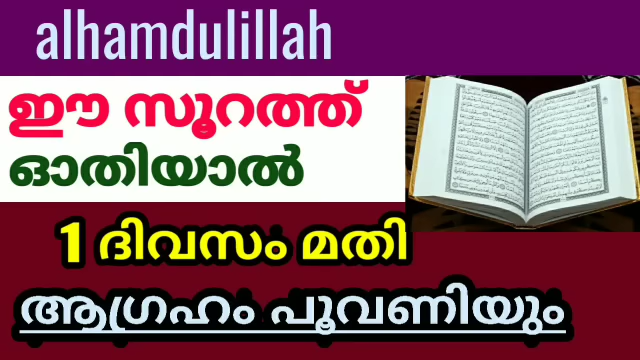 alhamdulillah
ഈ സൂറത്ത്
ഓതിയാൽ
1 ദിവസം മതി
ആഗ്രഹം പൂവണിയും